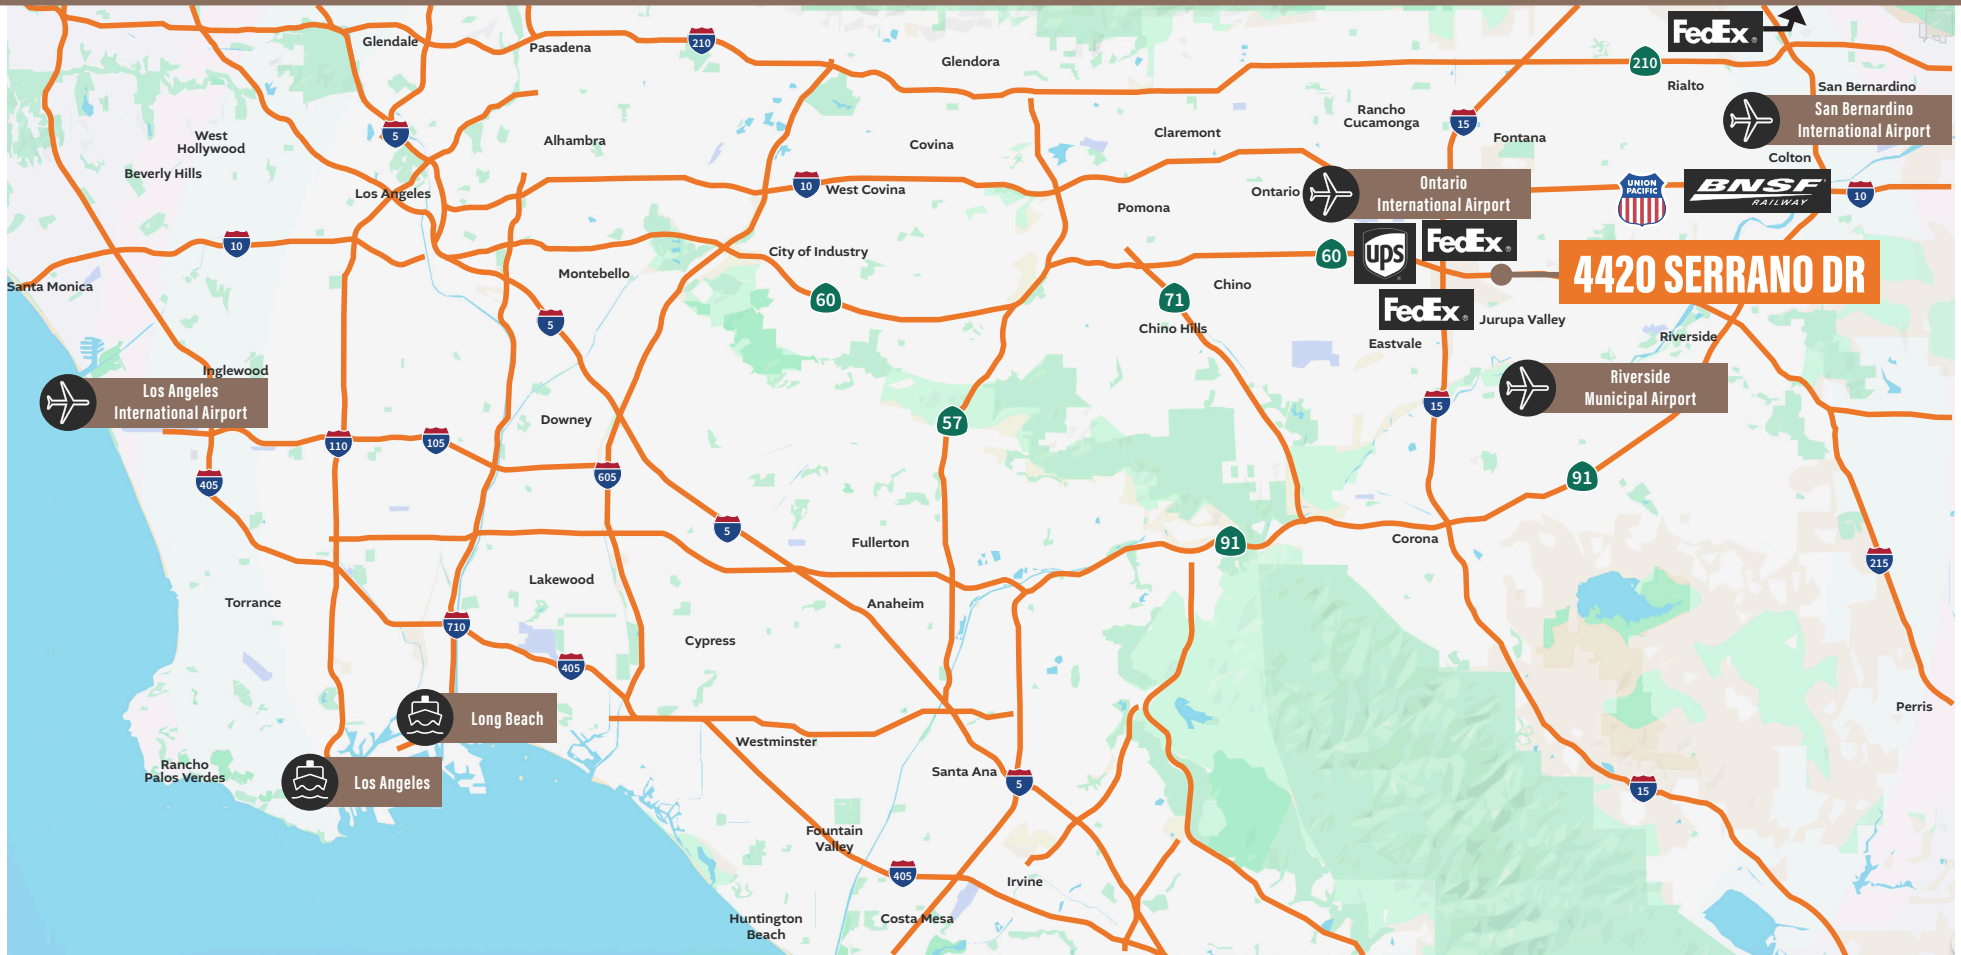 FedEx
Glendale
Pasadena
210
Glendora
210
Rialto
San Bernardino
San Bernardino
International Airport
Rancho
Cucamonga
15
Fontana
5
West
Hollywood
Alhambra
Covina
Claremont
Colton
Beverly Hills
Los Angeles
10
West Covina
Ontario
Ontario
International Airport
UNION
PACIFIC
BNSF
RAILWAY
10
Pomona
10
City of Industry
60
ups
FedEx
4420 SERRANO DR
Santa Monica
Montebello
60
71
Chino
FedEx
Jurupa Valley
5
Chino Hills
Eastvale
Riverside
Inglewood
Los Angeles
International Airport
Riverside
Municipal Airport
15
Downey
57
110
105
405
605
91
5
Fullerton
91
Corona
215
Lakewood
Torrance
Anaheim
710
Cypress
405
Perris
Long Beach
Westminster
Rancho
Palos Verdes
Los Angeles
Santa Ana
5
15
Fountain
Valley
405
Irvine
Huntington
Beach
Costa Mesa